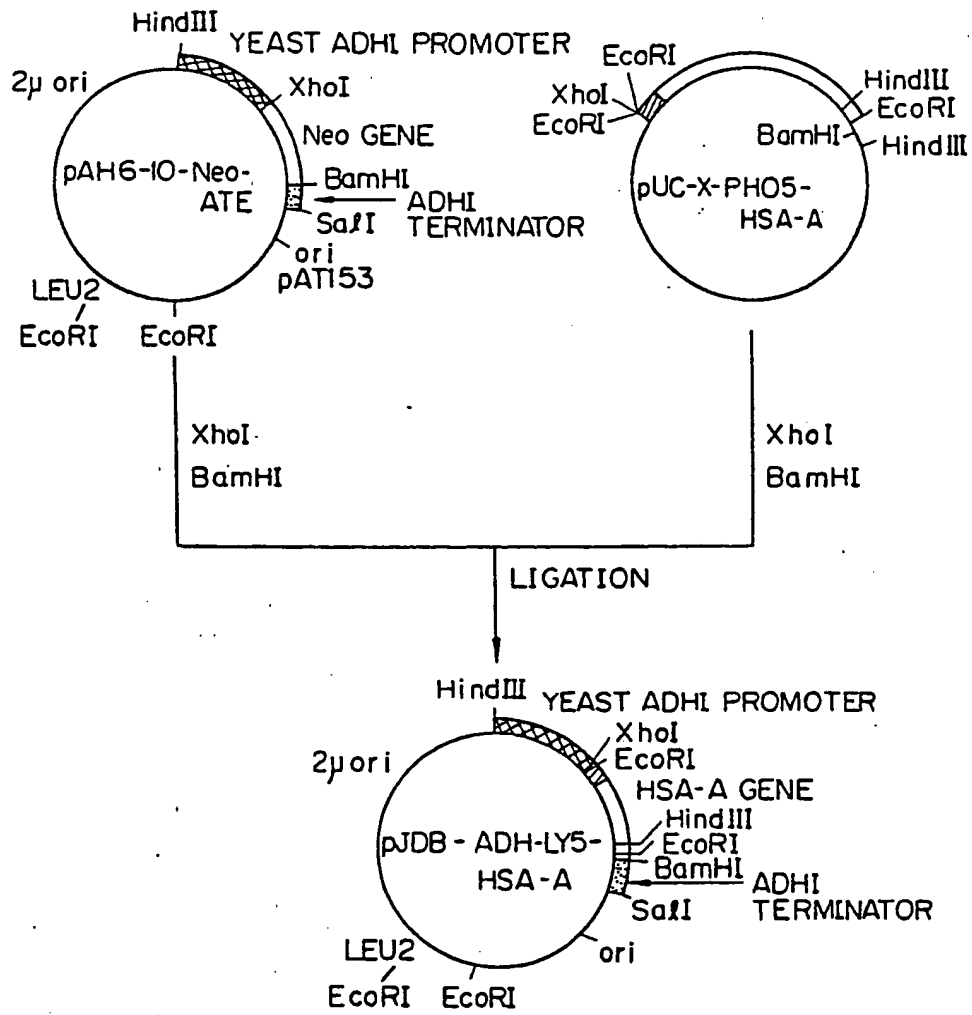 HindIII
YEAST ADHI PROMOTER
2μ ori
XhoI
Neo GENE
pAH6-10-Neo-
ATE
BamHI
ADHI
TERMINATOR
SalI
ori
pAT153
LEU2
EcoRI
EcoRI
EcoRI
XhoI
EcoRI
HindIII
EcoRI
BamHI
HindIII
pUC-X-PHO5-
HSA-A
XhoI
BamHI
XhoI
BamHI
LIGATION
HindIII
YEAST ADHI PROMOTER
XhoI
EcoRI
2μ ori
HSA-A GENE
HindIII
EcoRI
BamHI
pJDB-ADH-LY5-
HSA-A
ADHI
TERMINATOR
SalI
ori
LEU2
EcoRI
EcoRI